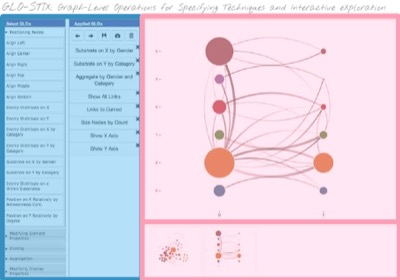 GLO-STIX: Graph-Level Operations for Specifying Techniques and Interactive exploration
Select GLOs
Applied GLOs
Positioning Nodes
Align Left
Align Center
Align Right
Align Top
Align Middle
Align Bottom
Evenly Distribute on X
Evenly Distribute on Y
Evenly Distribute on X by
Category
Evenly Distribute on Y by
Category
Substrate on X by Category
Substrate on Y by Category
Evenly Distribute on X
Within Substrates
Position on X Relatively by
Position on Y Relatively by
Degree
Modifying Element
Properties
Cloning
Aggregation
Modifying Display
Properties
Substrate on X by Gender
Substrate on Y by Category
Aggregate by Gender and
Category
Show All Links
Links to Curved
Size Nodes by Count
Show X Axis
Show Y Axis